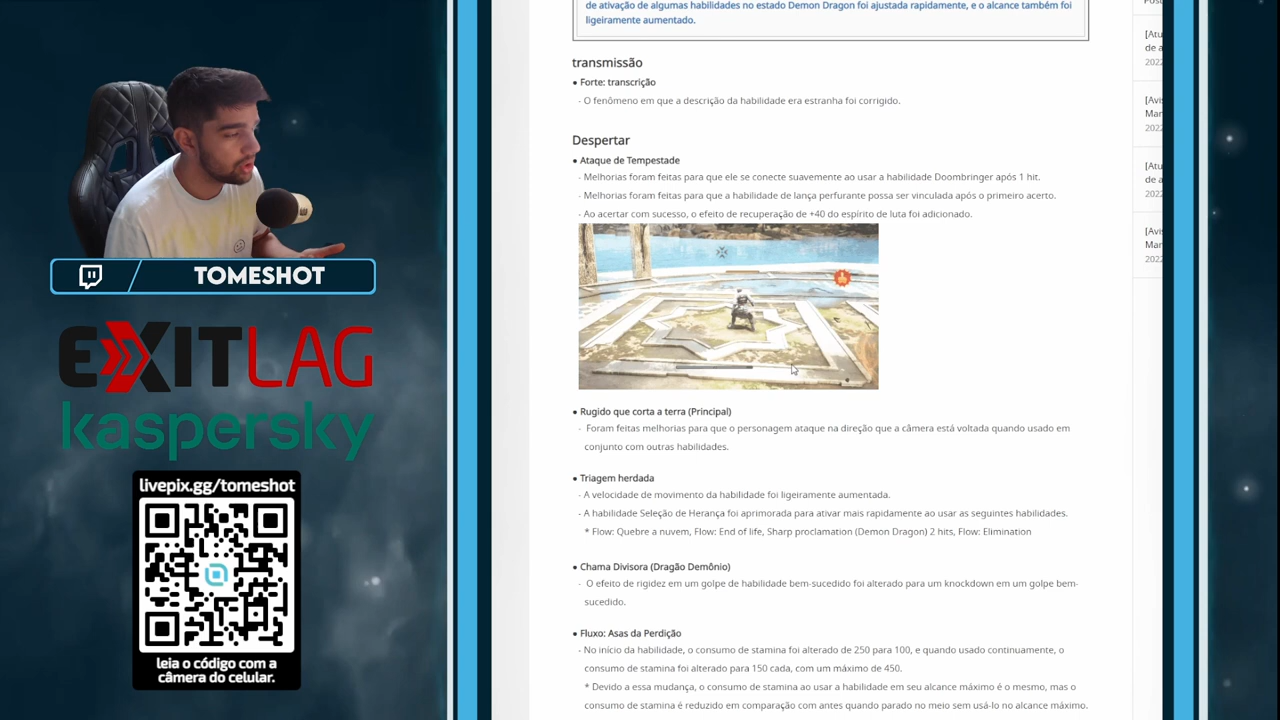 TOMESHOT
EXITLAG
kaspersky
livepix.gg/tomeshot
leia o código com a
câmera do celular.
de ativação de algumas habilidades no estado Demon Dragon foi ajustada rapidamente, e o alcance também foi
ligeiramente aumentado.
transmissão
● Forte: transcrição
- O fenômeno em que a descrição da habilidade era estranha foi corrigido.
Despertar
● Ataque de Tempestade
- Melhorias foram feitas para que ele se conecte suavemente ao usar a habilidade Doombringer após 1 hit.
- Melhorias foram feitas para que a habilidade de lança perfurante possa ser vinculada após o primeiro acerto.
- Ao acertar com sucesso, o efeito de recuperação de +40 do espírito de luta foi adicionado.
● Rugido que corta a terra (Principal)
- Foram feitas melhorias para que o personagem ataque na direção que a câmera está voltada quando usado em
conjunto com outras habilidades.
● Triagem herdada
- A velocidade de movimento da habilidade foi ligeiramente aumentada.
- A habilidade Seleção de Herança foi aprimorada para ativar mais rapidamente ao usar as seguintes habilidades.
* Flow: Quebre a nuvem, Flow: End of life, Sharp proclamation (Demon Dragon) 2 hits, Flow: Elimination
● Chama Divisora (Dragão Demônio)
- O efeito de rigidez em um golpe de habilidade bem-sucedido foi alterado para um knockdown em um golpe bem-
sucedido.
● Fluxo: Asas da Perdição
- No início da habilidade, o consumo de stamina foi alterado de 250 para 100, e quando usado continuamente, o
consumo de stamina foi alterado para 150 cada, com um máximo de 450.
* Devido a essa mudança, o consumo de stamina ao usar a habilidade em seu alcance máximo é o mesmo, mas o
consumo de stamina é reduzido em comparação com antes quando parado no meio sem usá-lo no alcance máximo.
[Atu
de a
2022
[Avis
Mar
2022
[Atu
de a
2022
[Avis
Mar
2022